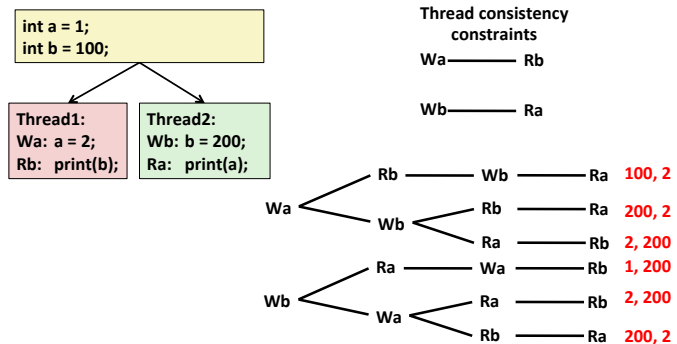 int a = 1;
int b = 100;
Thread consistency
constraints
Wa Rb
Wb Ra
Thread1:
Wa: a = 2;
Rb: print(b);
Thread2:
Wb: b = 200;
Ra: print(a);
Rb Wb Ra 100, 2
Wa
Rb Ra 200, 2
Wb
Ra Rb 2, 200
Ra Wa Rb 1, 200
Wb
Ra Rb 2, 200
Wa
Rb Ra 200, 2